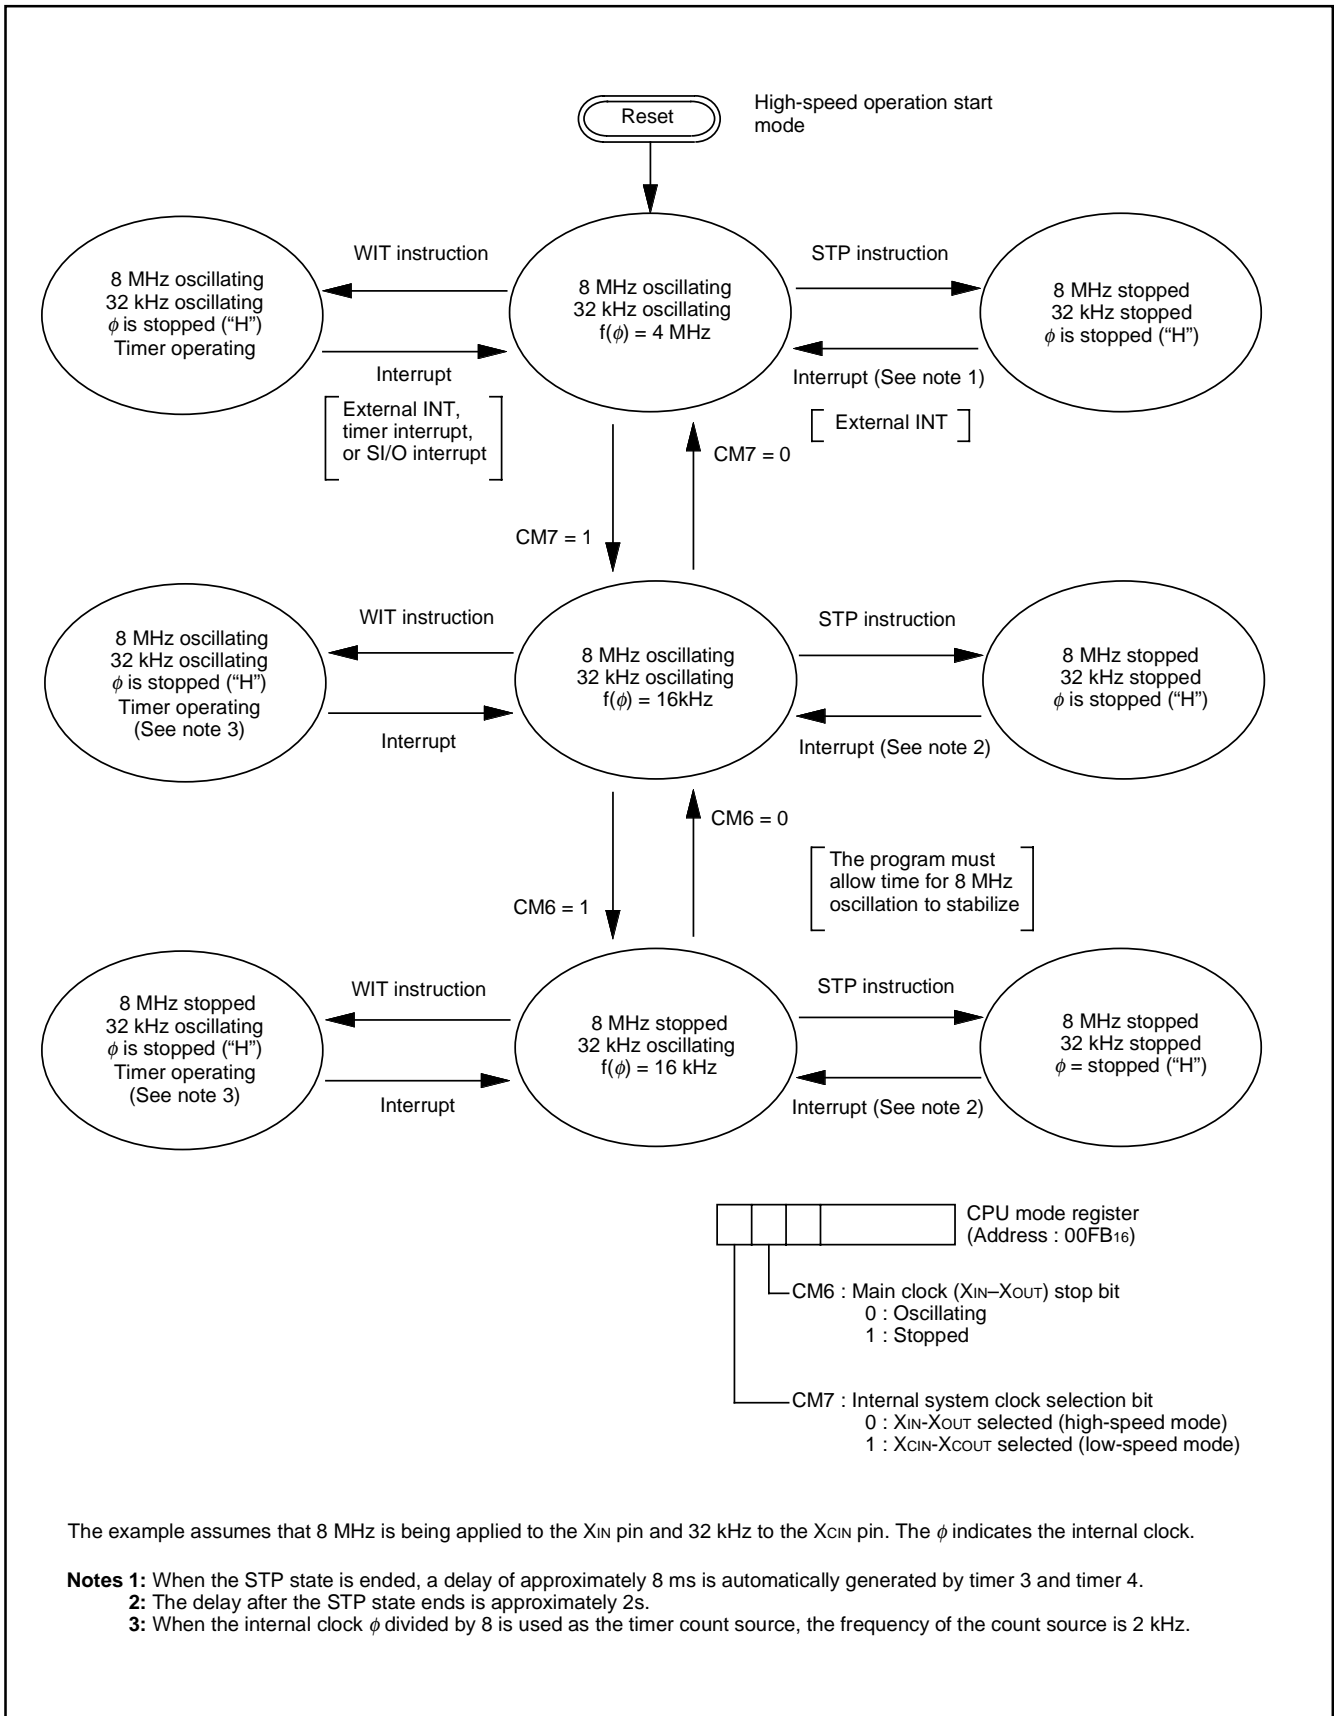 Reset
High-speed operation start
mode
WIT instruction
STP instruction
8 MHz oscillating
32 kHz oscillating
ϕ is stopped (“H”)
Timer operating
8 MHz oscillating
32 kHz oscillating
f(ϕ) = 4 MHz
8 MHz stopped
32 kHz stopped
ϕ is stopped (“H”)
Interrupt
External INT,
timer interrupt,
or SI/O interrupt
Interrupt (See note 1)
External INT
CM7 = 0
CM7 = 1
WIT instruction
STP instruction
8 MHz oscillating
32 kHz oscillating
ϕ is stopped (“H”)
Timer operating
(See note 3)
8 MHz oscillating
32 kHz oscillating
f(ϕ) = 16kHz
8 MHz stopped
32 kHz stopped
ϕ is stopped (“H”)
Interrupt
Interrupt (See note 2)
CM6 = 0
The program must
allow time for 8 MHz
oscillation to stabilize
CM6 = 1
WIT instruction
STP instruction
8 MHz stopped
32 kHz oscillating
ϕ is stopped (“H”)
Timer operating
(See note 3)
8 MHz stopped
32 kHz oscillating
f(ϕ) = 16 kHz
8 MHz stopped
32 kHz stopped
ϕ = stopped (“H”)
Interrupt
Interrupt (See note 2)
CPU mode register
(Address : 00FB16)
CM6 : Main clock (XIN–XOUT) stop bit
0 : Oscillating
1 : Stopped
CM7 : Internal system clock selection bit
0 : XIN-XOUT selected (high-speed mode)
1 : XCIN-XCOUT selected (low-speed mode)
The example assumes that 8 MHz is being applied to the XIN pin and 32 kHz to the XCIN pin. The ϕ indicates the internal clock.
Notes 1: When the STP state is ended, a delay of approximately 8 ms is automatically generated by timer 3 and timer 4.
2: The delay after the STP state ends is approximately 2s.
3: When the internal clock ϕ divided by 8 is used as the timer count source, the frequency of the count source is 2 kHz.